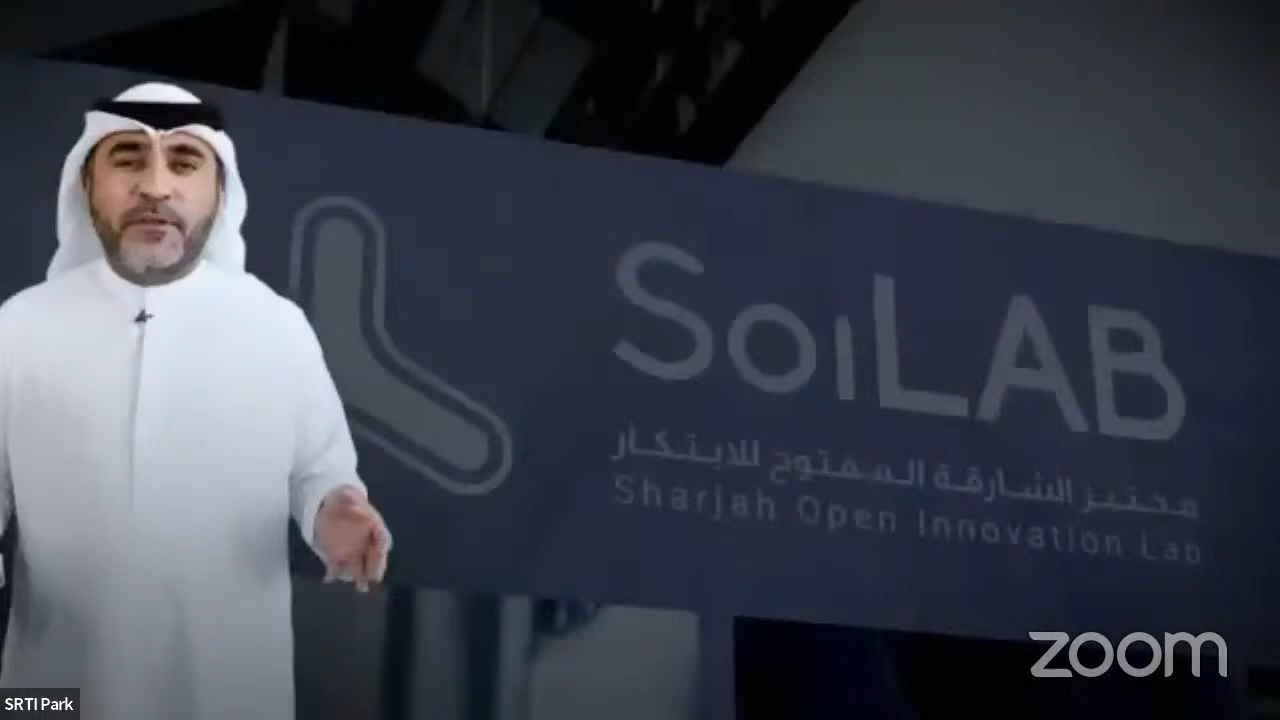 SoiLAB
مختبر الشارقة المفتوح للابتكار
Sharjah Open Innovation Lab
zoom
SRTI Park